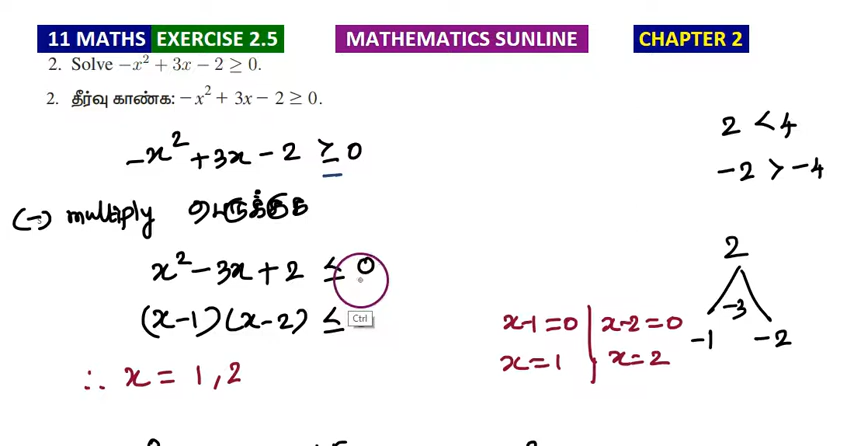 11 MATHS EXERCISE 2.5
MATHEMATICS SUNLINE
CHAPTER 2
2. Solve −x² + 3x − 2 ≥ 0.
2. தீர்வு காண்க: −x² + 3x − 2 ≥ 0.
−x² + 3x − 2 ≥ 0
(−) multiply பெருக்குக
x² − 3x + 2 ≤ 0
(x−1)(x−2) ≤
Ctrl
∴ x = 1, 2
x−1 = 0 | x−2 = 0
x = 1 | x = 2
2 < 4
−2 > −4
2
−3
−1 −2